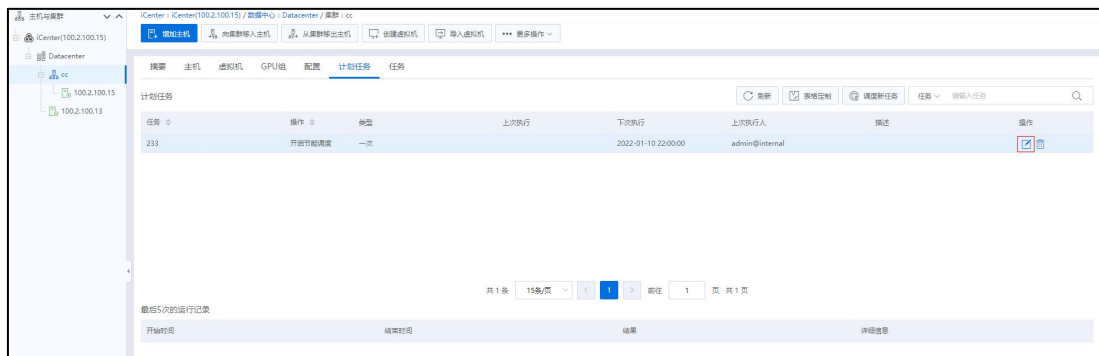 主机与集群
iCenter(100.2.100.15)
Datacenter
cc
100.2.100.15
100.2.100.13
iCenter : iCenter(100.2.100.15) / 数据中心 : Datacenter / 集群 : cc
增加主机 向集群移入主机 从集群移出主机 创建虚拟机 导入虚拟机 ••• 更多操作
摘要 主机 虚拟机 GPU组 配置 计划任务 任务
计划任务 刷新 表格定制 调度新任务 任务 请输入任务
任务 操作 类型 上次执行 下次执行 上次执行人 描述 操作
233 开启节能调度 一次 2022-01-10 22:00:00 admin@internal
共 1 条 15条/页 < 1 > 前往 1 页 共 1 页
最后5次的运行记录
开始时间 结束时间 结果 详细信息